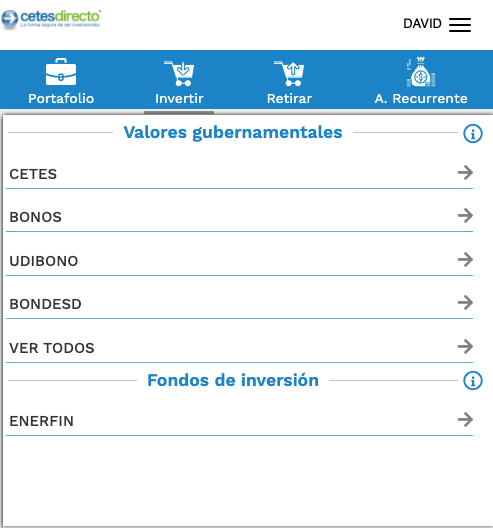 cetesdirecto
La forma segura de ser inversionista
DAVID
Portafolio
Invertir
Retirar
A. Recurrente
Valores gubernamentales
CETES
BONOS
UDIBONO
BONDESD
VER TODOS
Fondos de inversión
ENERFIN